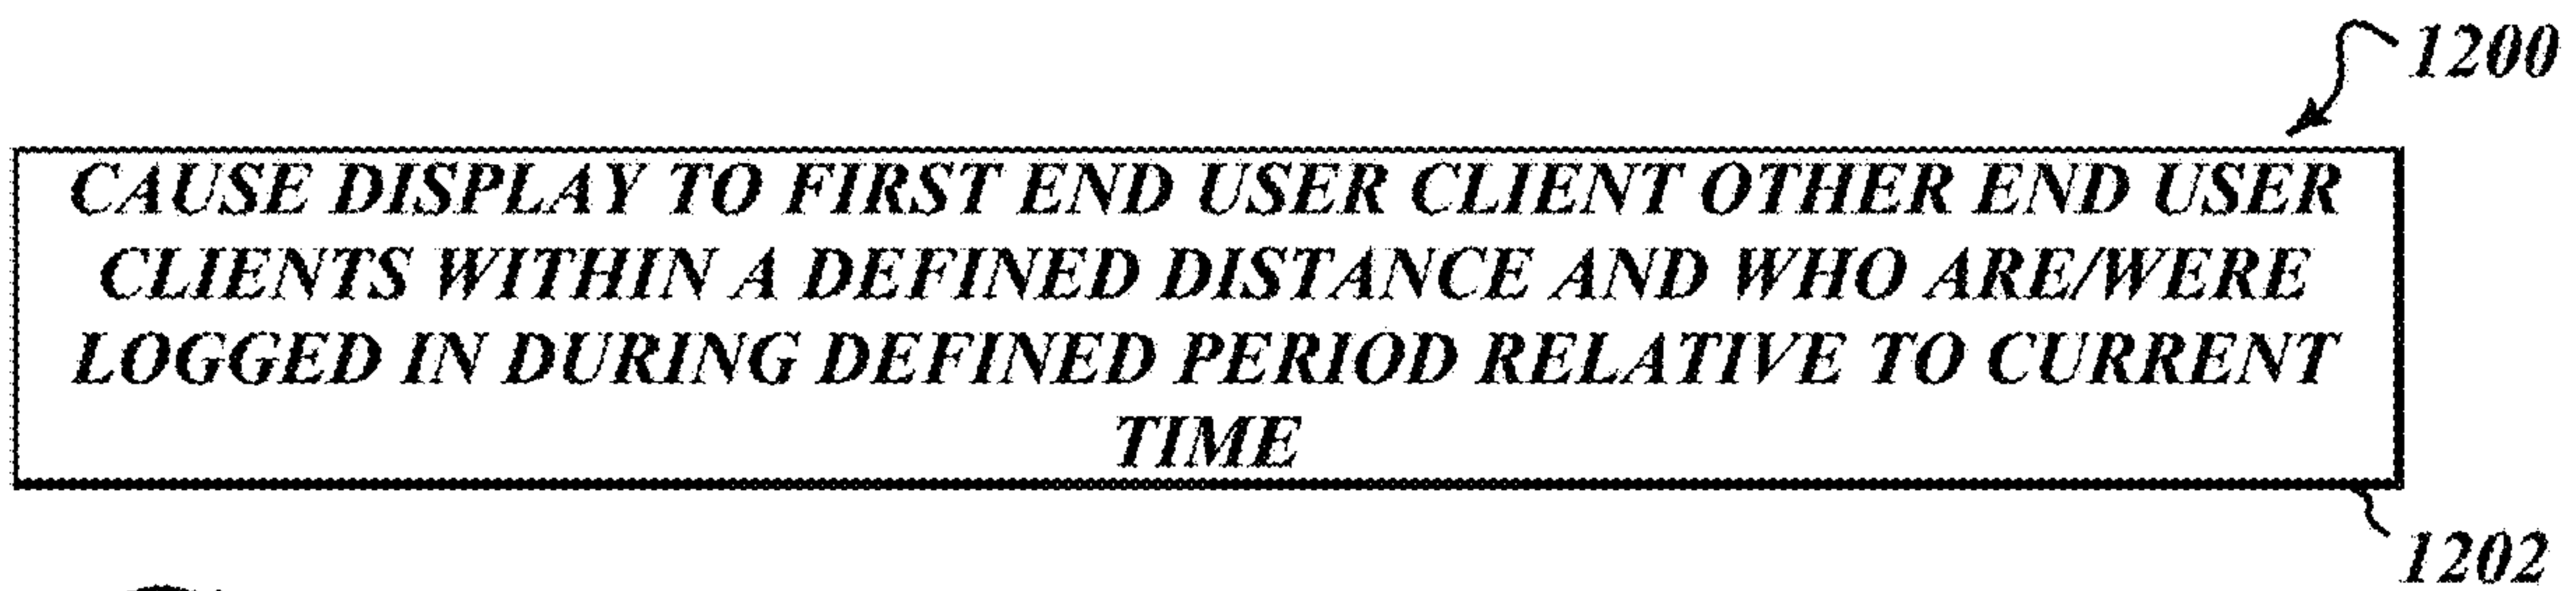 1200
CAUSE DISPLAY TO FIRST END USER CLIENT OTHER END USER
CLIENTS WITHIN A DEFINED DISTANCE AND WHO ARE/WERE
LOGGED IN DURING DEFINED PERIOD RELATIVE TO CURRENT
TIME
1202